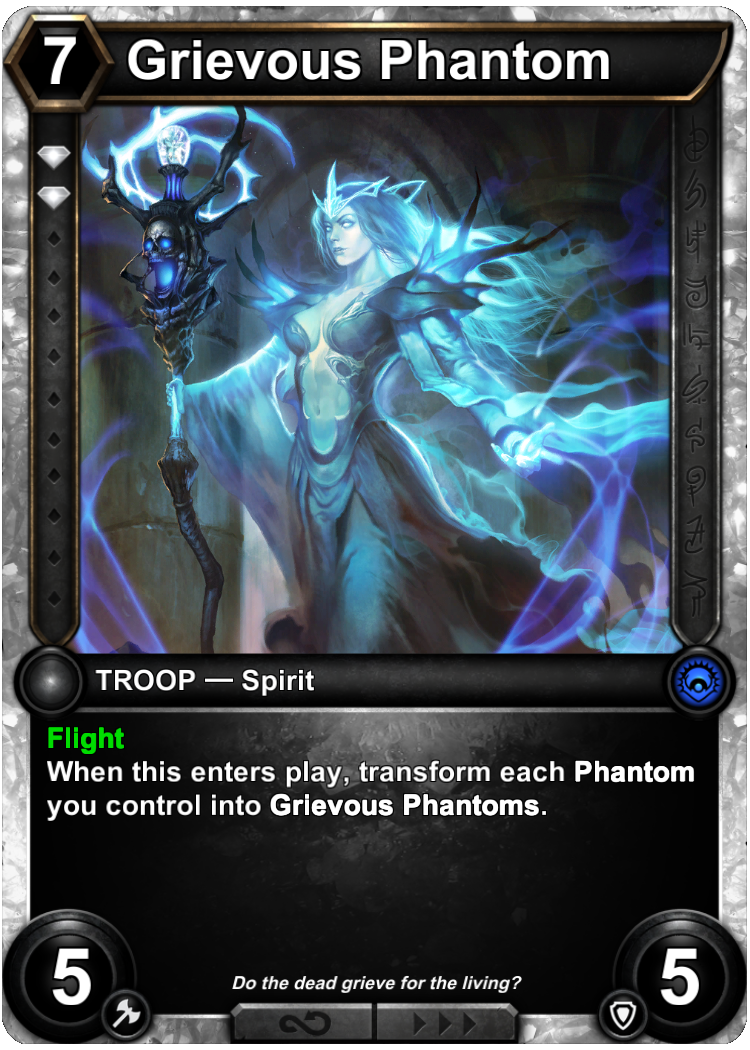 7
Grievous Phantom
TROOP — Spirit
Flight
When this enters play, transform each Phantom
you control into Grievous Phantoms.
Do the dead grieve for the living?
5
5